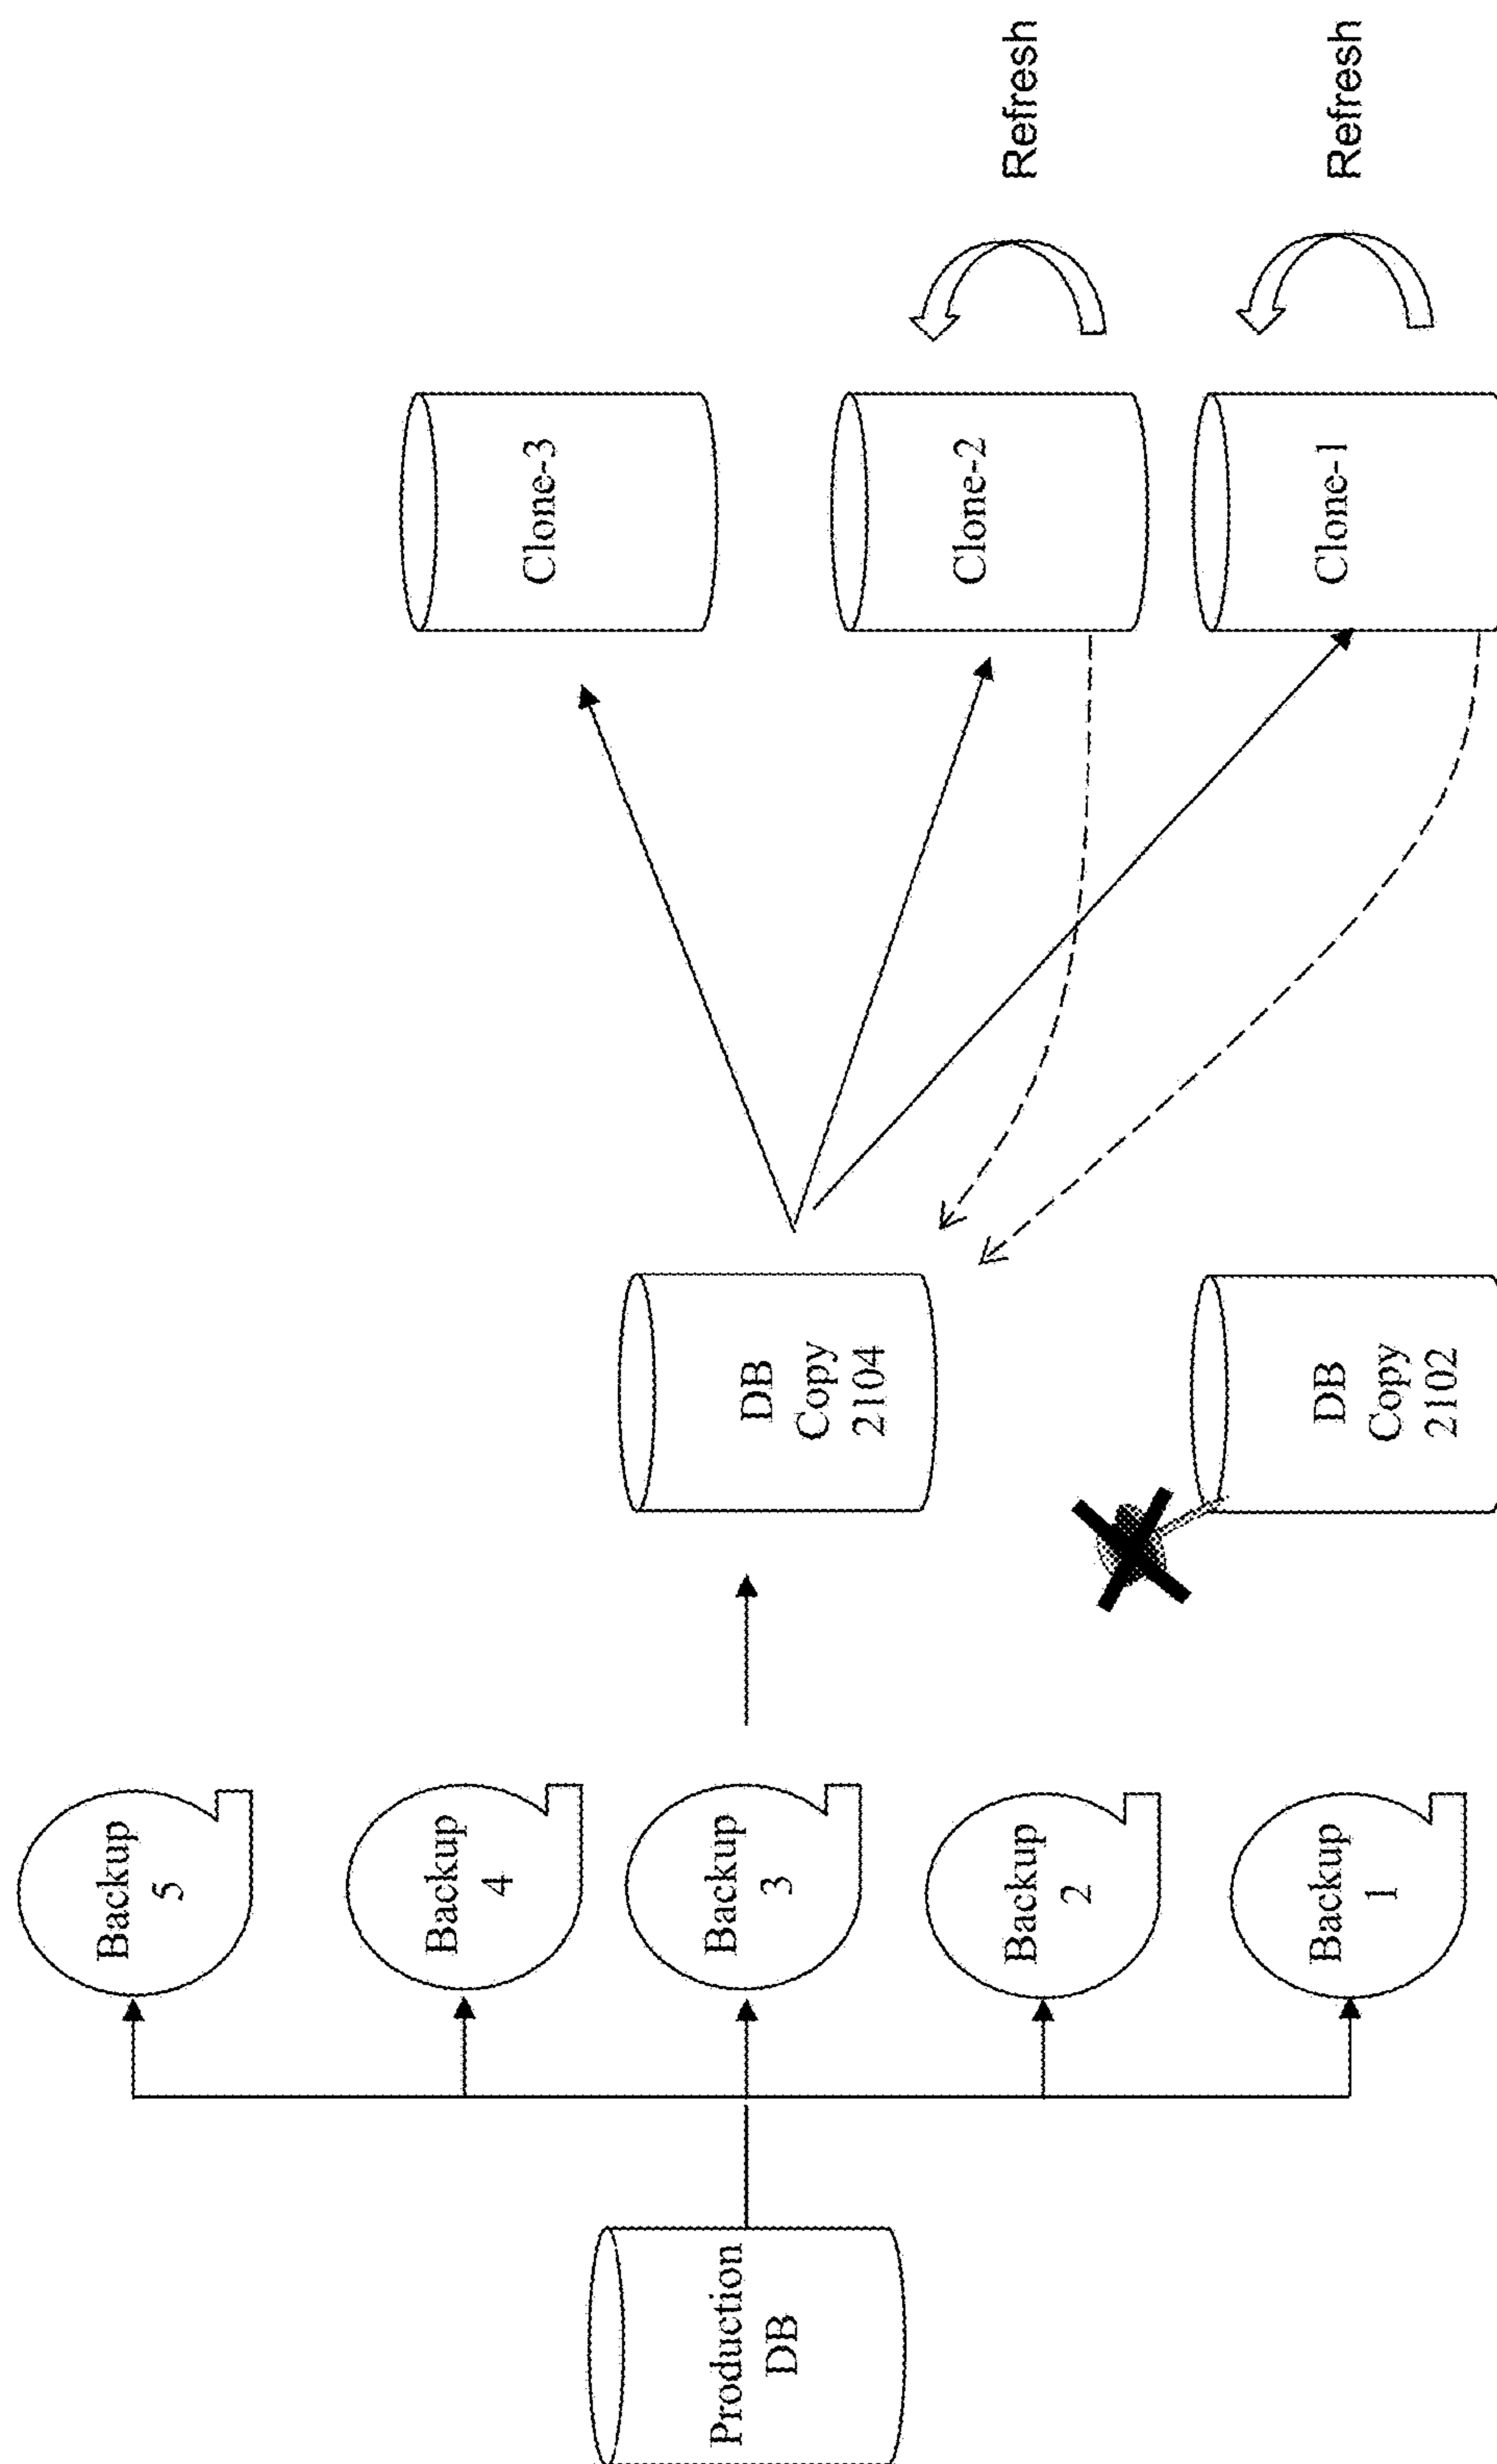 Production
DB
Backup
5
Backup
4
Backup
3
Backup
2
Backup
1
DB
Copy
2104
DB
Copy
2102
Clone-3
Clone-2
Clone-1
Refresh
Refresh